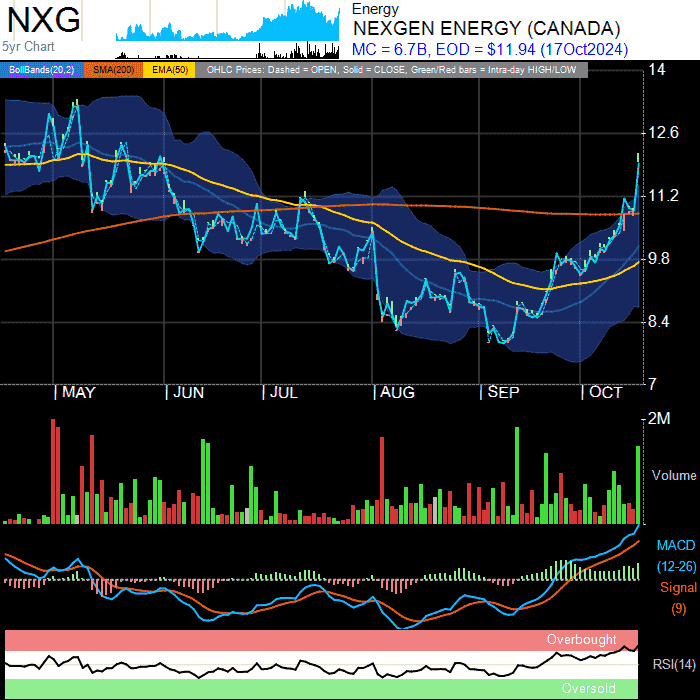 NXG
5yr Chart
Energy
NEXGEN ENERGY (CANADA)
MC = 6.7B, EOD = $11.94 (17Oct2024)
BollBands(20,2) SMA(200) EMA(50) OHLC Prices: Dashed = OPEN, Solid = CLOSE, Green/Red bars = Intra-day HIGH/LOW
14
12.6
11.2
9.8
8.4
7
| MAY | JUN | JUL | AUG | SEP | OCT
2M
Volume
MACD
(12-26)
Signal
(9)
Overbought
RSI(14)
Oversold